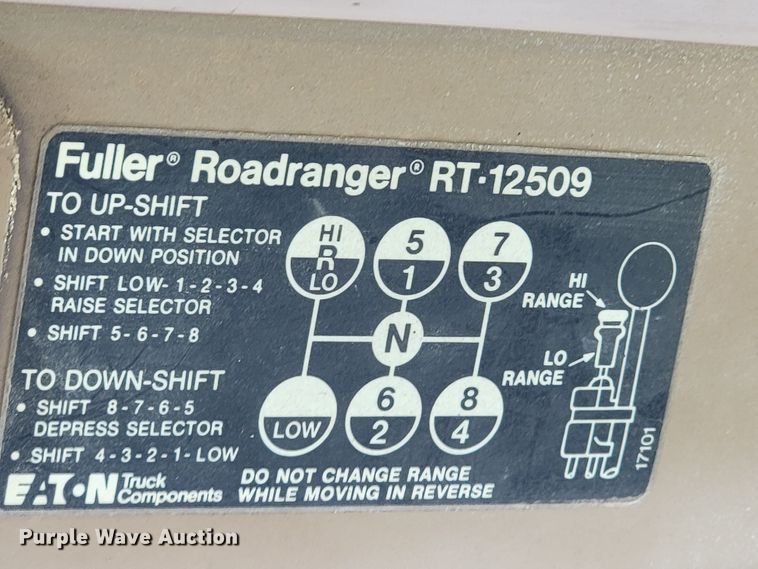 Fuller® Roadranger® RT-12509
TO UP-SHIFT
• START WITH SELECTOR
IN DOWN POSITION
• SHIFT LOW-1-2-3-4
RAISE SELECTOR
• SHIFT 5-6-7-8
TO DOWN-SHIFT
• SHIFT 8-7-6-5
DEPRESS SELECTOR
• SHIFT 4-3-2-1-LOW
HI
R
LO
5
1
7
3
N
LOW
6
2
8
4
HI
RANGE
LO
RANGE
17101
EATON Truck
Components
DO NOT CHANGE RANGE
WHILE MOVING IN REVERSE
Purple Wave Auction